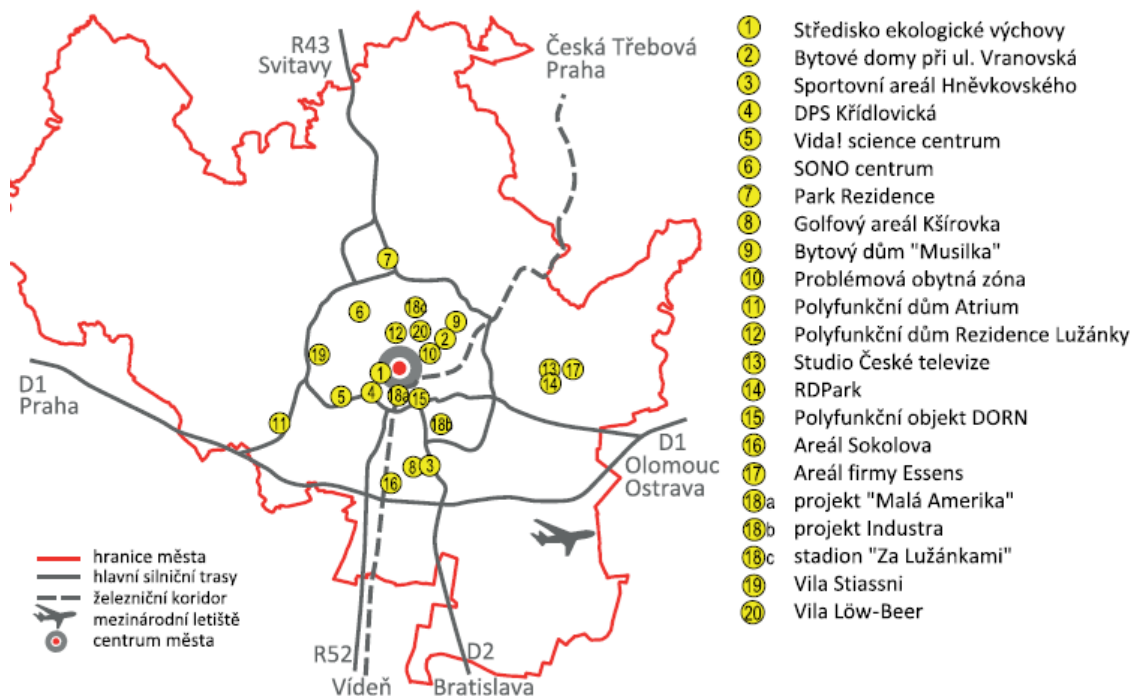 R43
Svitavy
Česká Třebová
Praha
7
6
18c
9
12
20
2
10
19
1
D1
Praha
5
4
18a
15
13
17
14
11
18b
D1
Olomouc
Ostrava
8
3
16
R52
Vídeň
D2
Bratislava
hranice města
hlavní silniční trasy
železniční koridor
mezinárodní letiště
centrum města
1 Středisko ekologické výchovy
2 Bytové domy při ul. Vranovská
3 Sportovní areál Hněvkovského
4 DPS Křídlovická
5 Vida! science centrum
6 SONO centrum
7 Park Rezidence
8 Golfový areál Kšírovka
9 Bytový dům "Musilka"
10 Problémová obytná zóna
11 Polyfunkční dům Atrium
12 Polyfunkční dům Rezidence Lužánky
13 Studio České televize
14 RDPark
15 Polyfunkční objekt DORN
16 Areál Sokolova
17 Areál firmy Essens
18a projekt "Malá Amerika"
18b projekt Industra
18c stadion "Za Lužánkami"
19 Vila Stiassni
20 Vila Löw-Beer